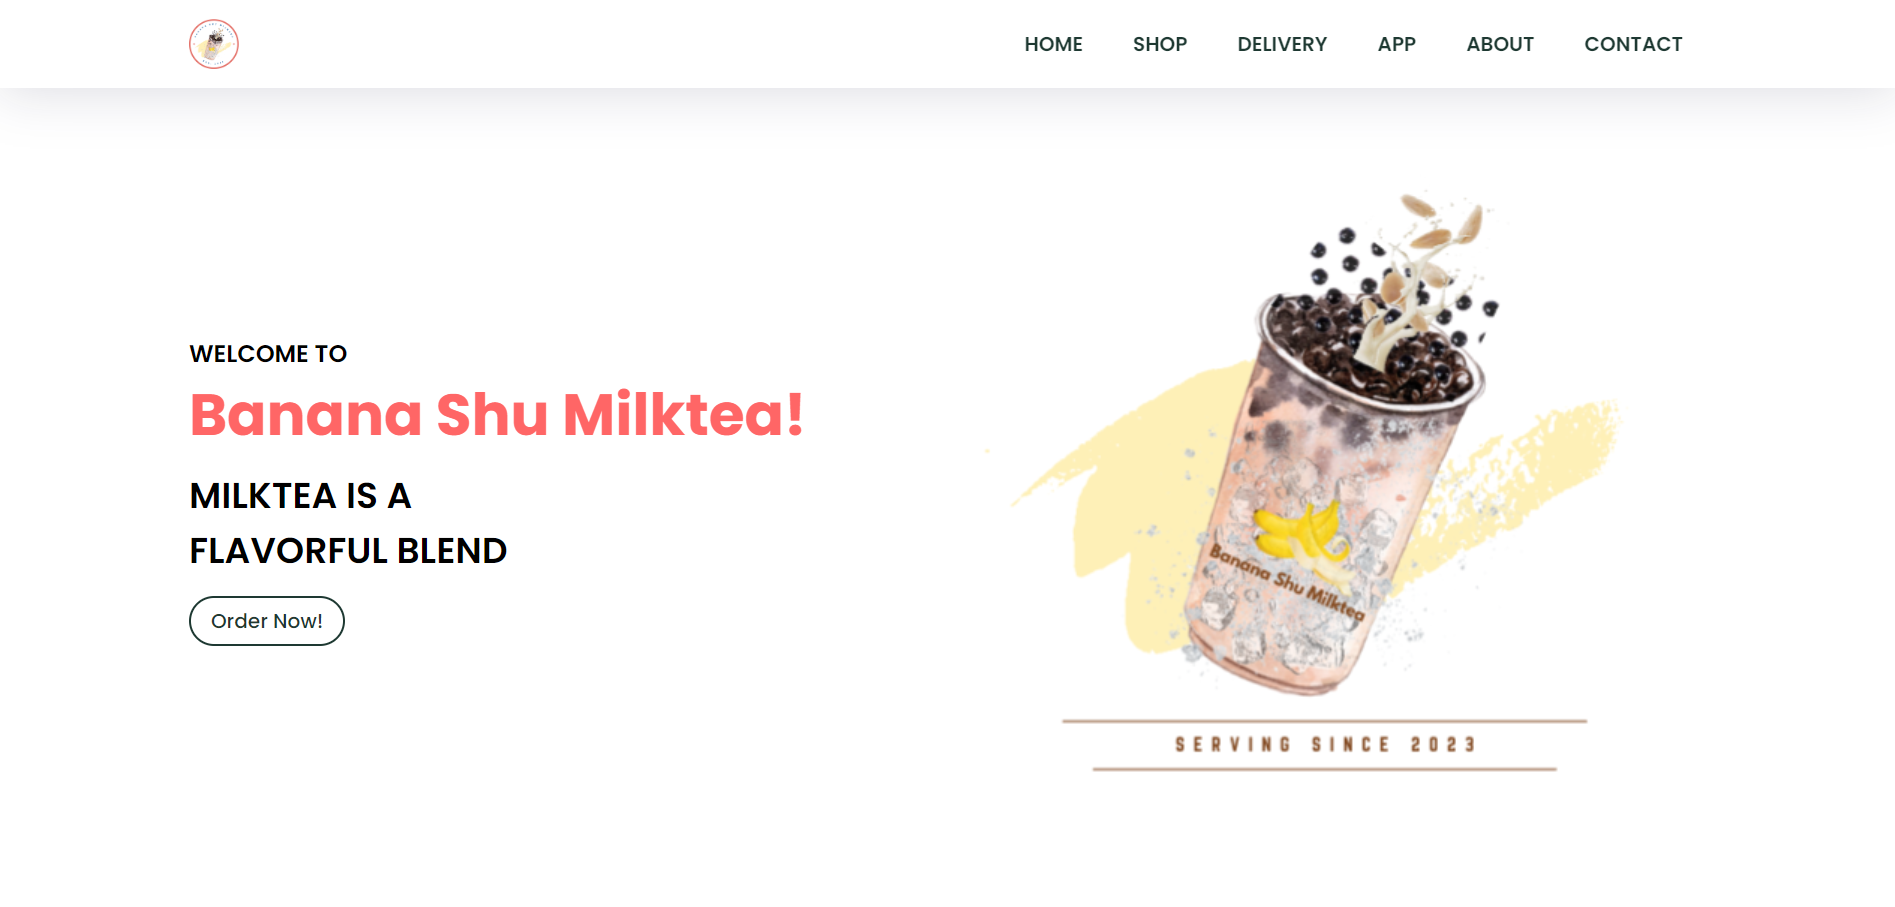 HOME SHOP DELIVERY APP ABOUT CONTACT
WELCOME TO
Banana Shu Milktea!
MILKTEA IS A
FLAVORFUL BLEND
Order Now!
Banana Shu Milktea
SERVING SINCE 2023